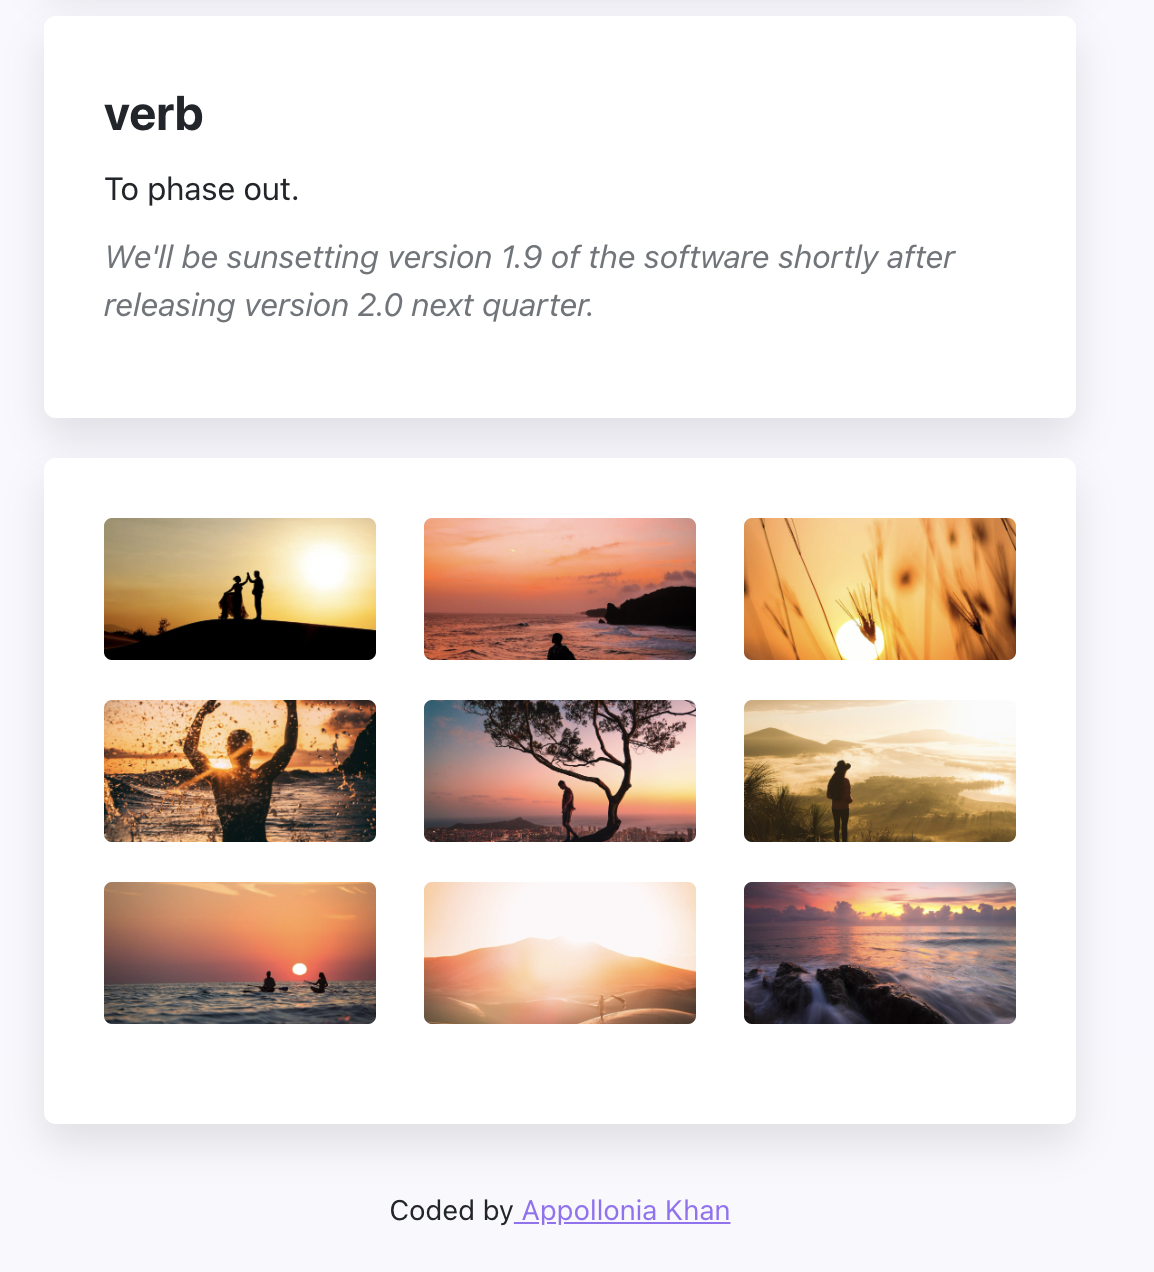 verb
To phase out.
We'll be sunsetting version 1.9 of the software shortly after
releasing version 2.0 next quarter.
Coded by Appollonia Khan